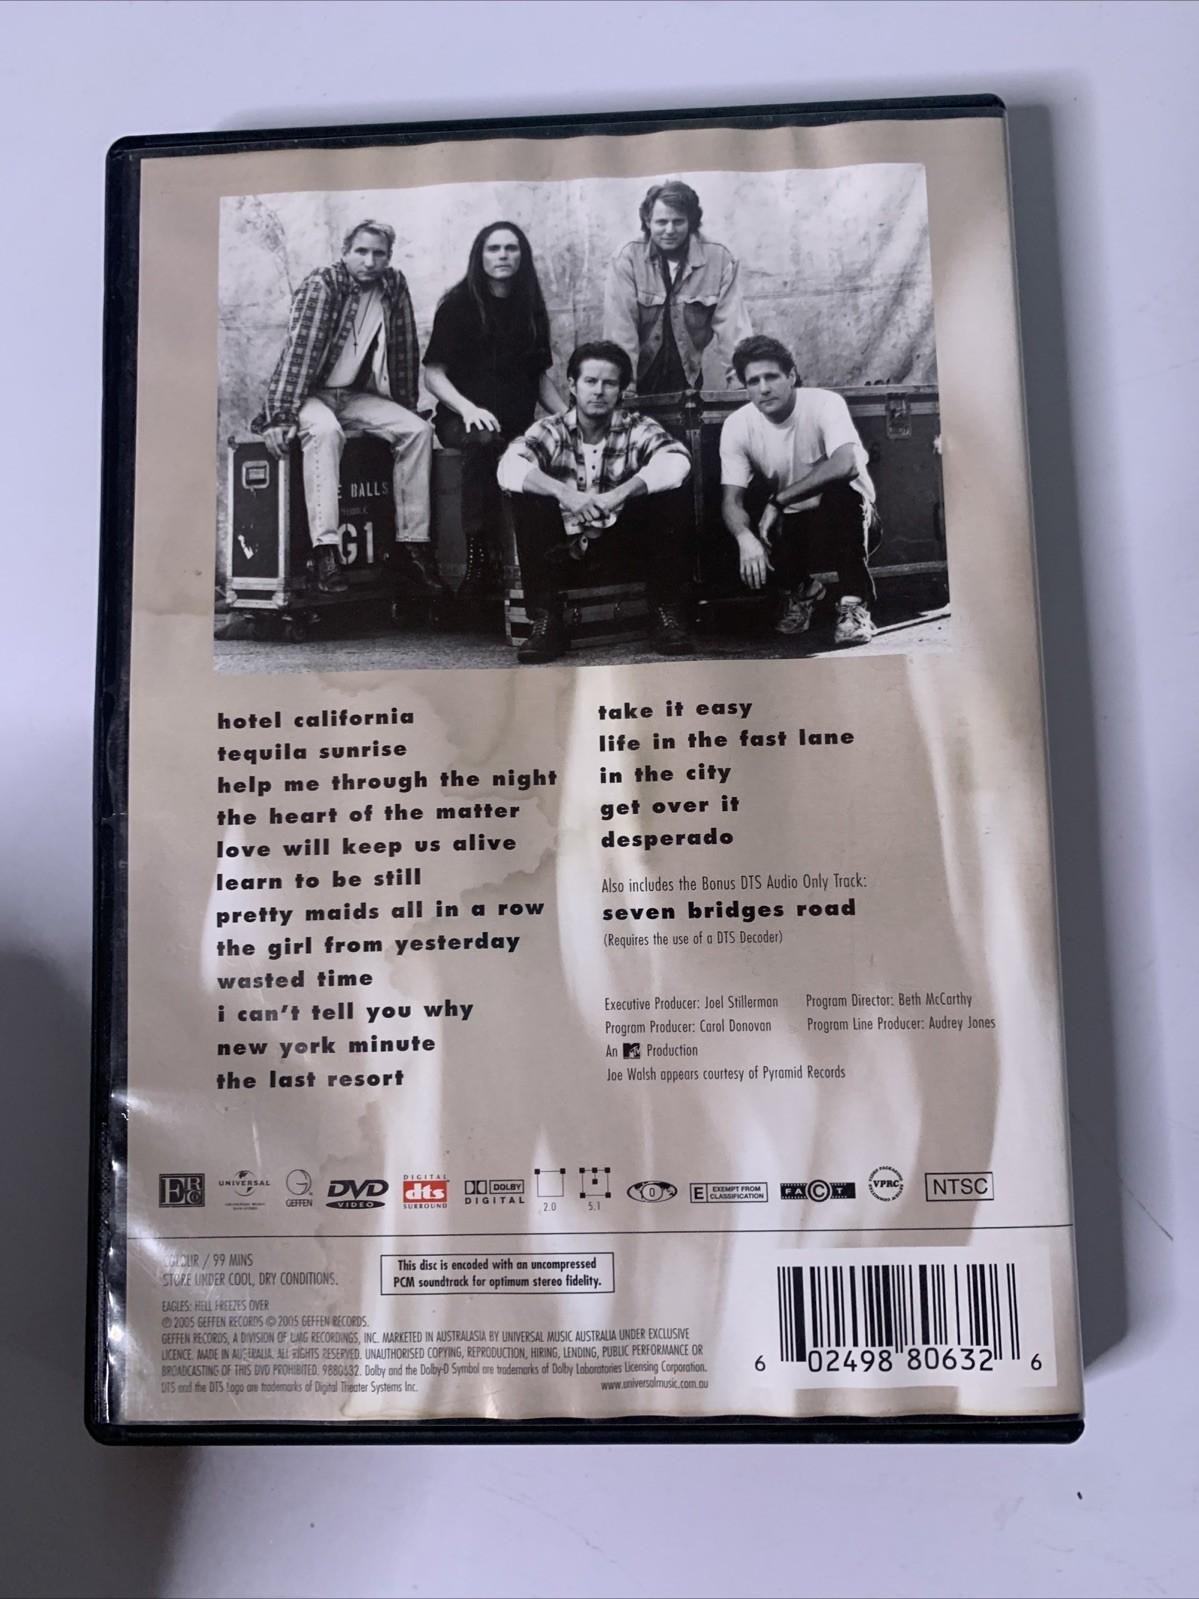 E BALLS
G1
hotel california
tequila sunrise
help me through the night
the heart of the matter
love will keep us alive
learn to be still
pretty maids all in a row
the girl from yesterday
wasted time
i can't tell you why
new york minute
the last resort
take it easy
life in the fast lane
in the city
get over it
desperado
Also includes the Bonus DTS Audio Only Track:
seven bridges road
(Requires the use of a DTS Decoder)
Executive Producer: Joel Stillerman Program Director: Beth McCarthy
Program Producer: Carol Donovan Program Line Producer: Audrey Jones
An MTV Production
Joe Walsh appears courtesy of Pyramid Records
UNIVERSAL
GEFFEN
DVD
VIDEO
DIGITAL
dts
SURROUND
DOLBY
DIGITAL
2.0
5.1
0
E EXEMPT FROM
CLASSIFICATION
FACT
VPRC
NTSC
COLOUR / 99 MINS
STORE UNDER COOL, DRY CONDITIONS.
This disc is encoded with an uncompressed
PCM soundtrack for optimum stereo fidelity.
EAGLES: HELL FREEZES OVER
℗ 2005 GEFFEN RECORDS © 2005 GEFFEN RECORDS.
GEFFEN RECORDS, A DIVISION OF UMG RECORDINGS, INC. MARKETED IN AUSTRALASIA BY UNIVERSAL MUSIC AUSTRALIA UNDER EXCLUSIVE
LICENCE. MADE IN AUSTRALIA. ALL RIGHTS RESERVED. UNAUTHORISED COPYING, REPRODUCTION, HIRING, LENDING, PUBLIC PERFORMANCE OR
BROADCASTING OF THIS DVD PROHIBITED. 9880632. Dolby and the Dolby-D Symbol are trademarks of Dolby Laboratories Licensing Corporation.
DTS and the DTS Logo are trademarks of Digital Theater Systems Inc. www.universalmusic.com.au
6 02498 80632 6